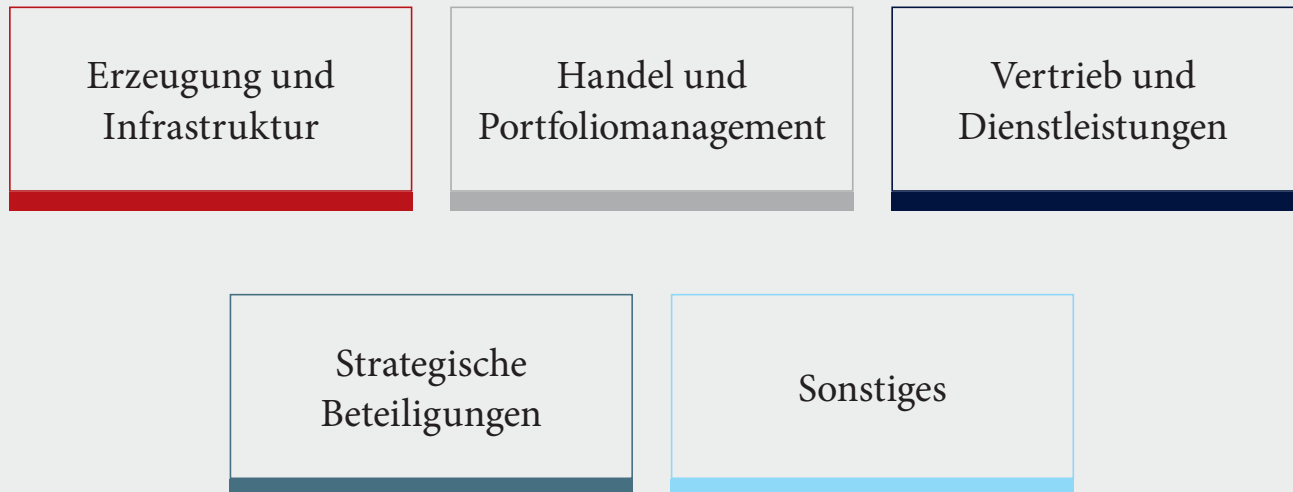 Erzeugung und
Infrastruktur
Handel und
Portfoliomanagement
Vertrieb und
Dienstleistungen
Strategische
Beteiligungen
Sonstiges